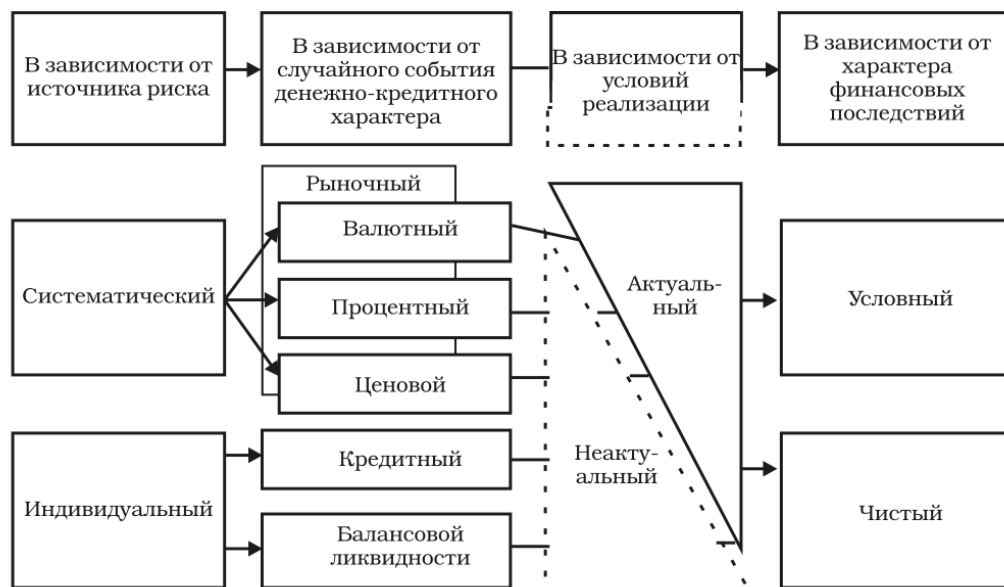 В зависимости от
источника риска
В зависимости от
случайного события
денежно-кредитного
характера
В зависимости от
условий
реализации
В зависимости от
характера
финансовых
последствий
Рыночный
Валютный
Систематический
Процентный
Ценовой
Актуаль-
ный
Условный
Индивидуальный
Кредитный
Балансовой
ликвидности
Неакту-
альный
Чистый